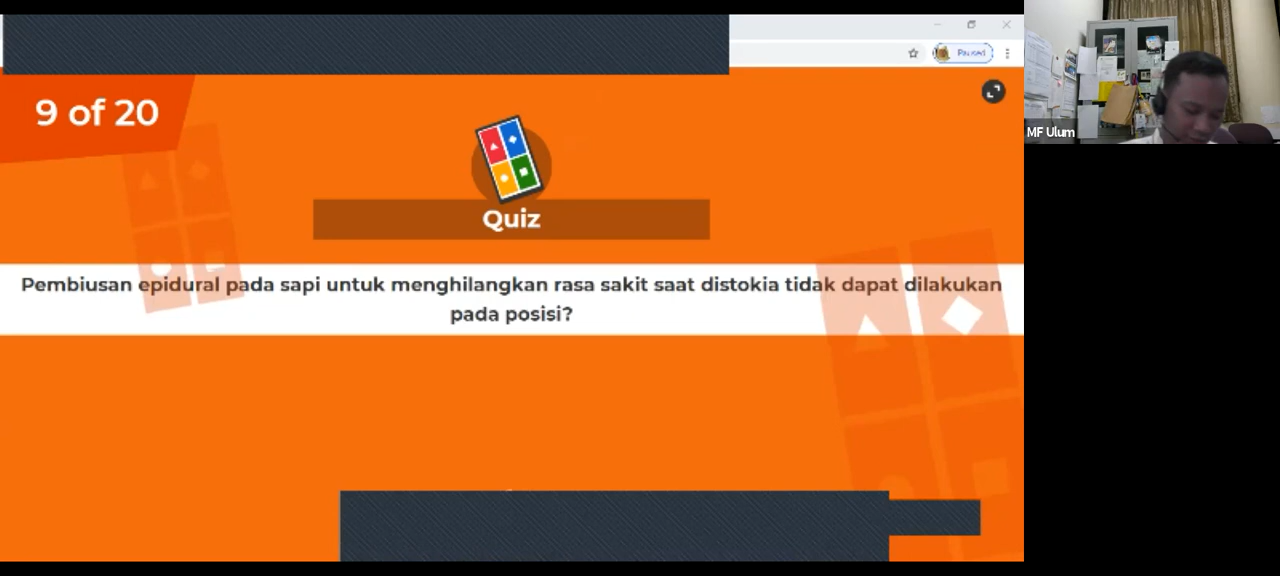 9 of 20
Quiz
Pembiusan epidural pada sapi untuk menghilangkan rasa sakit saat distokia tidak dapat dilakukan
pada posisi?
MF Ulum